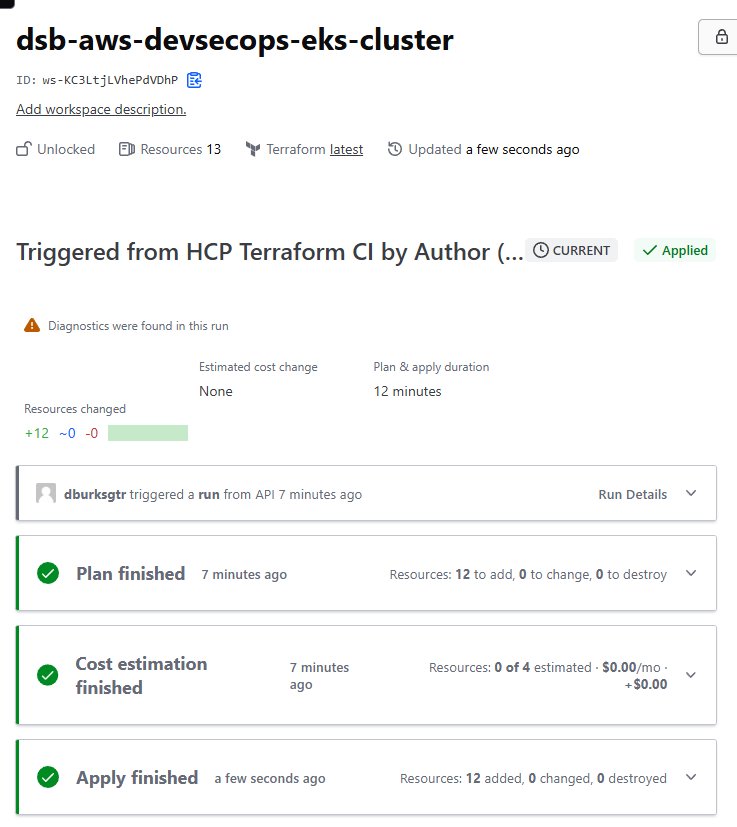 dsb-aws-devsecops-eks-cluster
ID: ws-KC3LtjLVhePdVDhP
Add workspace description.
Unlocked Resources 13 Terraform latest Updated a few seconds ago
Triggered from HCP Terraform CI by Author (... CURRENT Applied
Diagnostics were found in this run
Estimated cost change Plan & apply duration
None 12 minutes
Resources changed
+12 ~0 -0
dburksgtr triggered a run from API 7 minutes ago Run Details
Plan finished 7 minutes ago Resources: 12 to add, 0 to change, 0 to destroy
Cost estimation finished 7 minutes ago Resources: 0 of 4 estimated · $0.00/mo · +$0.00
Apply finished a few seconds ago Resources: 12 added, 0 changed, 0 destroyed